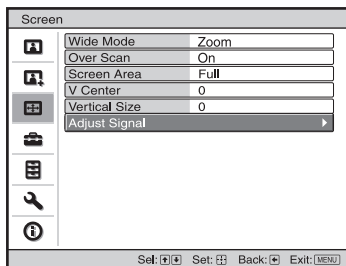 Screen
Wide Mode Zoom
Over Scan On
Screen Area Full
V Center 0
Vertical Size 0
Adjust Signal
Sel: Set: Back: Exit: MENU